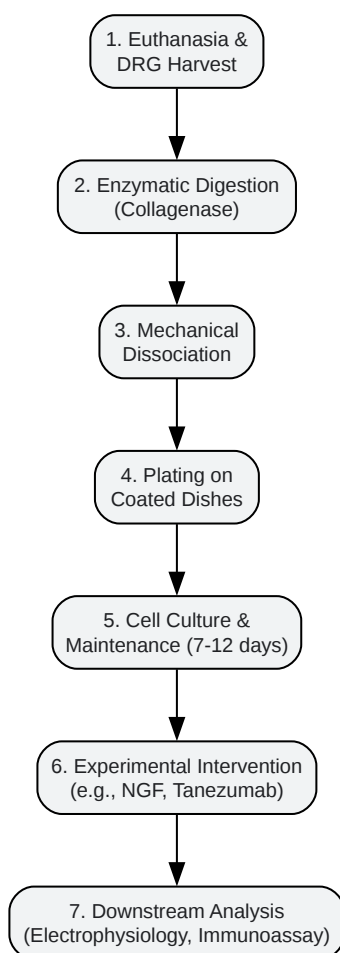 1. Euthanasia &
DRG Harvest
2. Enzymatic Digestion
(Collagenase)
3. Mechanical
Dissociation
4. Plating on
Coated Dishes
5. Cell Culture &
Maintenance (7-12 days)
6. Experimental Intervention
(e.g., NGF, Tanezumab)
7. Downstream Analysis
(Electrophysiology, Immunoassay)